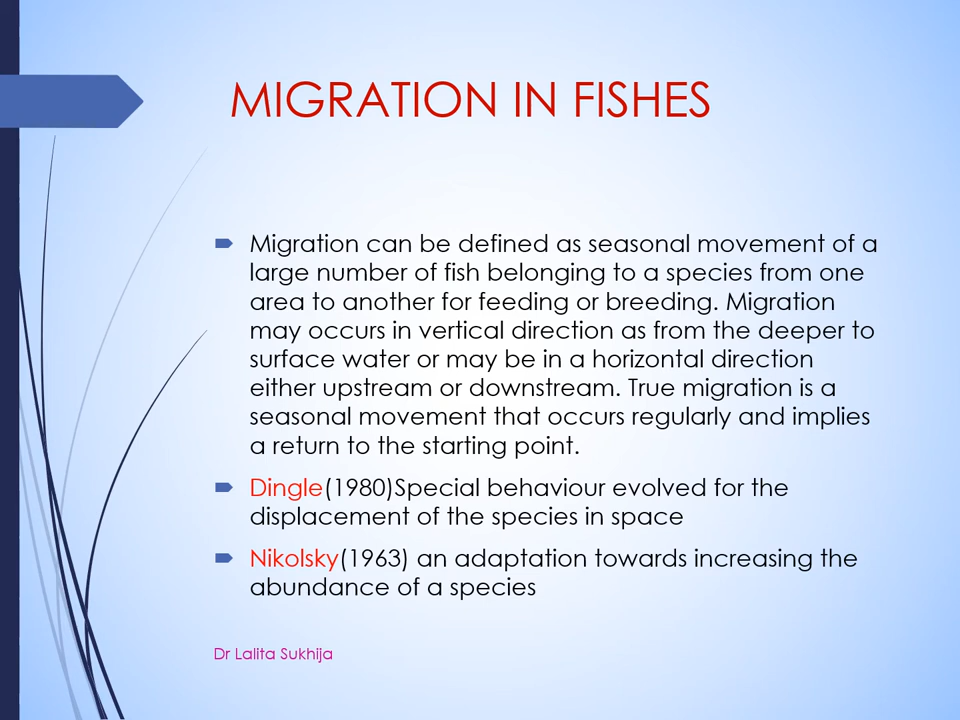 MIGRATION IN FISHES
Migration can be defined as seasonal movement of a
large number of fish belonging to a species from one
area to another for feeding or breeding. Migration
may occurs in vertical direction as from the deeper to
surface water or may be in a horizontal direction
either upstream or downstream. True migration is a
seasonal movement that occurs regularly and implies
a return to the starting point.
Dingle(1980)Special behaviour evolved for the
displacement of the species in space
Nikolsky(1963) an adaptation towards increasing the
abundance of a species
Dr Lalita Sukhija